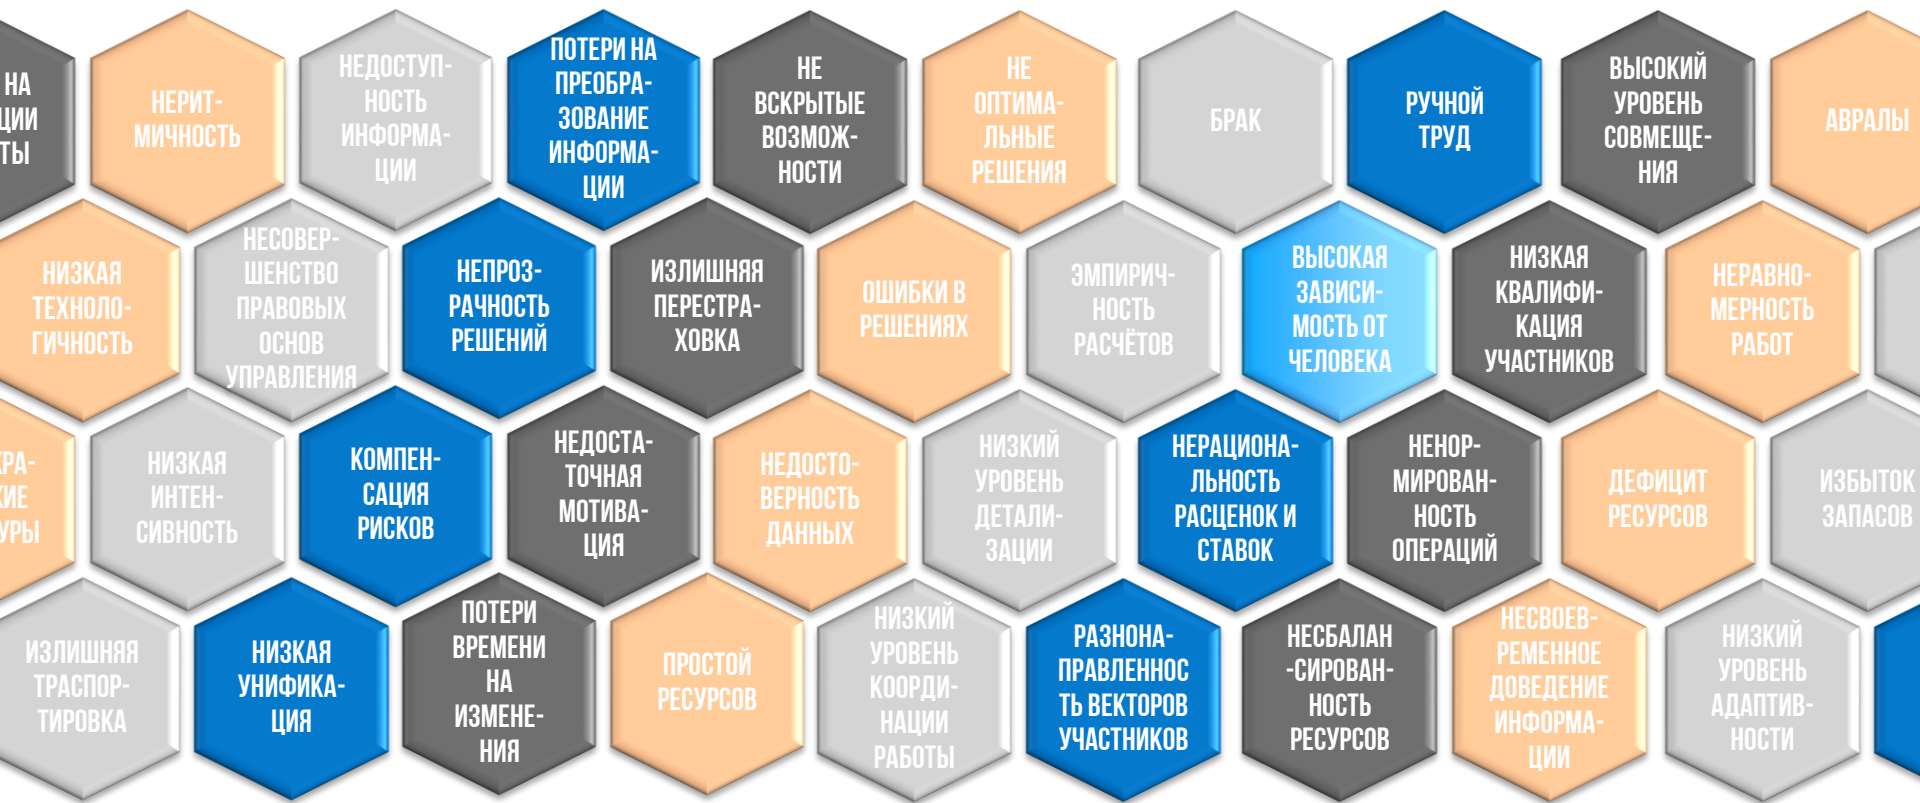 НА
ЦИИ
ТЫ
НЕРИТ-
МИЧНОСТЬ
НЕДОСТУП-
НОСТЬ
ИНФОРМА-
ЦИИ
ПОТЕРИ НА
ПРЕОБРА-
ЗОВАНИЕ
ИНФОРМА-
ЦИИ
НЕ
ВСКРЫТЫЕ
ВОЗМОЖ-
НОСТИ
НЕ
ОПТИМА-
ЛЬНЫЕ
РЕШЕНИЯ
БРАК
РУЧНОЙ
ТРУД
ВЫСОКИЙ
УРОВЕНЬ
СОВМЕЩЕ-
НИЯ
АВРАЛЫ
НИЗКАЯ
ТЕХНОЛО-
ГИЧНОСТЬ
НЕСОВЕР-
ШЕНСТВО
ПРАВОВЫХ
ОСНОВ
УПРАВЛЕНИЯ
НЕПРОЗ-
РАЧНОСТЬ
РЕШЕНИЙ
ИЗЛИШНЯЯ
ПЕРЕСТРА-
ХОВКА
ОШИБКИ В
РЕШЕНИЯХ
ЭМПИРИЧ-
НОСТЬ
РАСЧЁТОВ
ВЫСОКАЯ
ЗАВИСИ-
МОСТЬ ОТ
ЧЕЛОВЕКА
НИЗКАЯ
КВАЛИФИ-
КАЦИЯ
УЧАСТНИКОВ
НЕРАВНО-
МЕРНОСТЬ
РАБОТ
КРА-
КИЕ
УРЫ
НИЗКАЯ
ИНТЕН-
СИВНОСТЬ
КОМПЕН-
САЦИЯ
РИСКОВ
НЕДОСТА-
ТОЧНАЯ
МОТИВА-
ЦИЯ
НЕДОСТО-
ВЕРНОСТЬ
ДАННЫХ
НИЗКИЙ
УРОВЕНЬ
ДЕТАЛИ-
ЗАЦИИ
НЕРАЦИОНА-
ЛЬНОСТЬ
РАСЦЕНОК И
СТАВОК
НЕНОР-
МИРОВАН-
НОСТЬ
ОПЕРАЦИЙ
ДЕФИЦИТ
РЕСУРСОВ
ИЗБЫТОК
ЗАПАСОВ
ИЗЛИШНЯЯ
ТРАСПОР-
ТИРОВКА
НИЗКАЯ
УНИФИКА-
ЦИЯ
ПОТЕРИ
ВРЕМЕНИ
НА
ИЗМЕНЕ-
НИЯ
ПРОСТОЙ
РЕСУРСОВ
НИЗКИЙ
УРОВЕНЬ
КООРДИ-
НАЦИИ
РАБОТЫ
РАЗНОНА-
ПРАВЛЕННОС
ТЬ ВЕКТОРОВ
УЧАСТНИКОВ
НЕСБАЛАН
-СИРОВАН-
НОСТЬ
РЕСУРСОВ
НЕСВОЕВ-
РЕМЕННОЕ
ДОВЕДЕНИЕ
ИНФОРМА-
ЦИИ
НИЗКИЙ
УРОВЕНЬ
АДАПТИВ-
НОСТИ